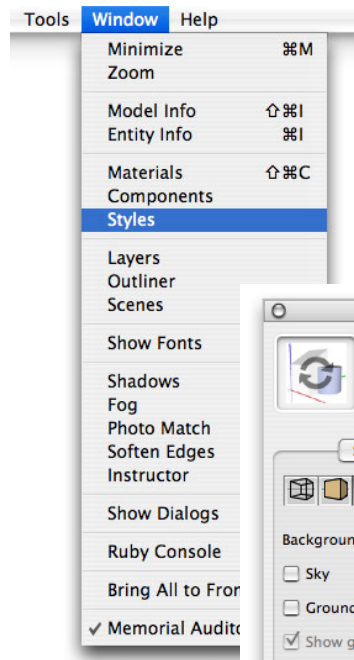 Tools Window Help
Minimize ⌘M
Zoom
Model Info ⇧⌘I
Entity Info ⌘I
Materials ⇧⌘C
Components
Styles
Layers
Outliner
Scenes
Show Fonts
Shadows
Fog
Photo Match
Soften Edges
Instructor
Show Dialogs
Ruby Console
Bring All to Fron
✓ Memorial Audito
Backgroun
Sky
Ground
Show g